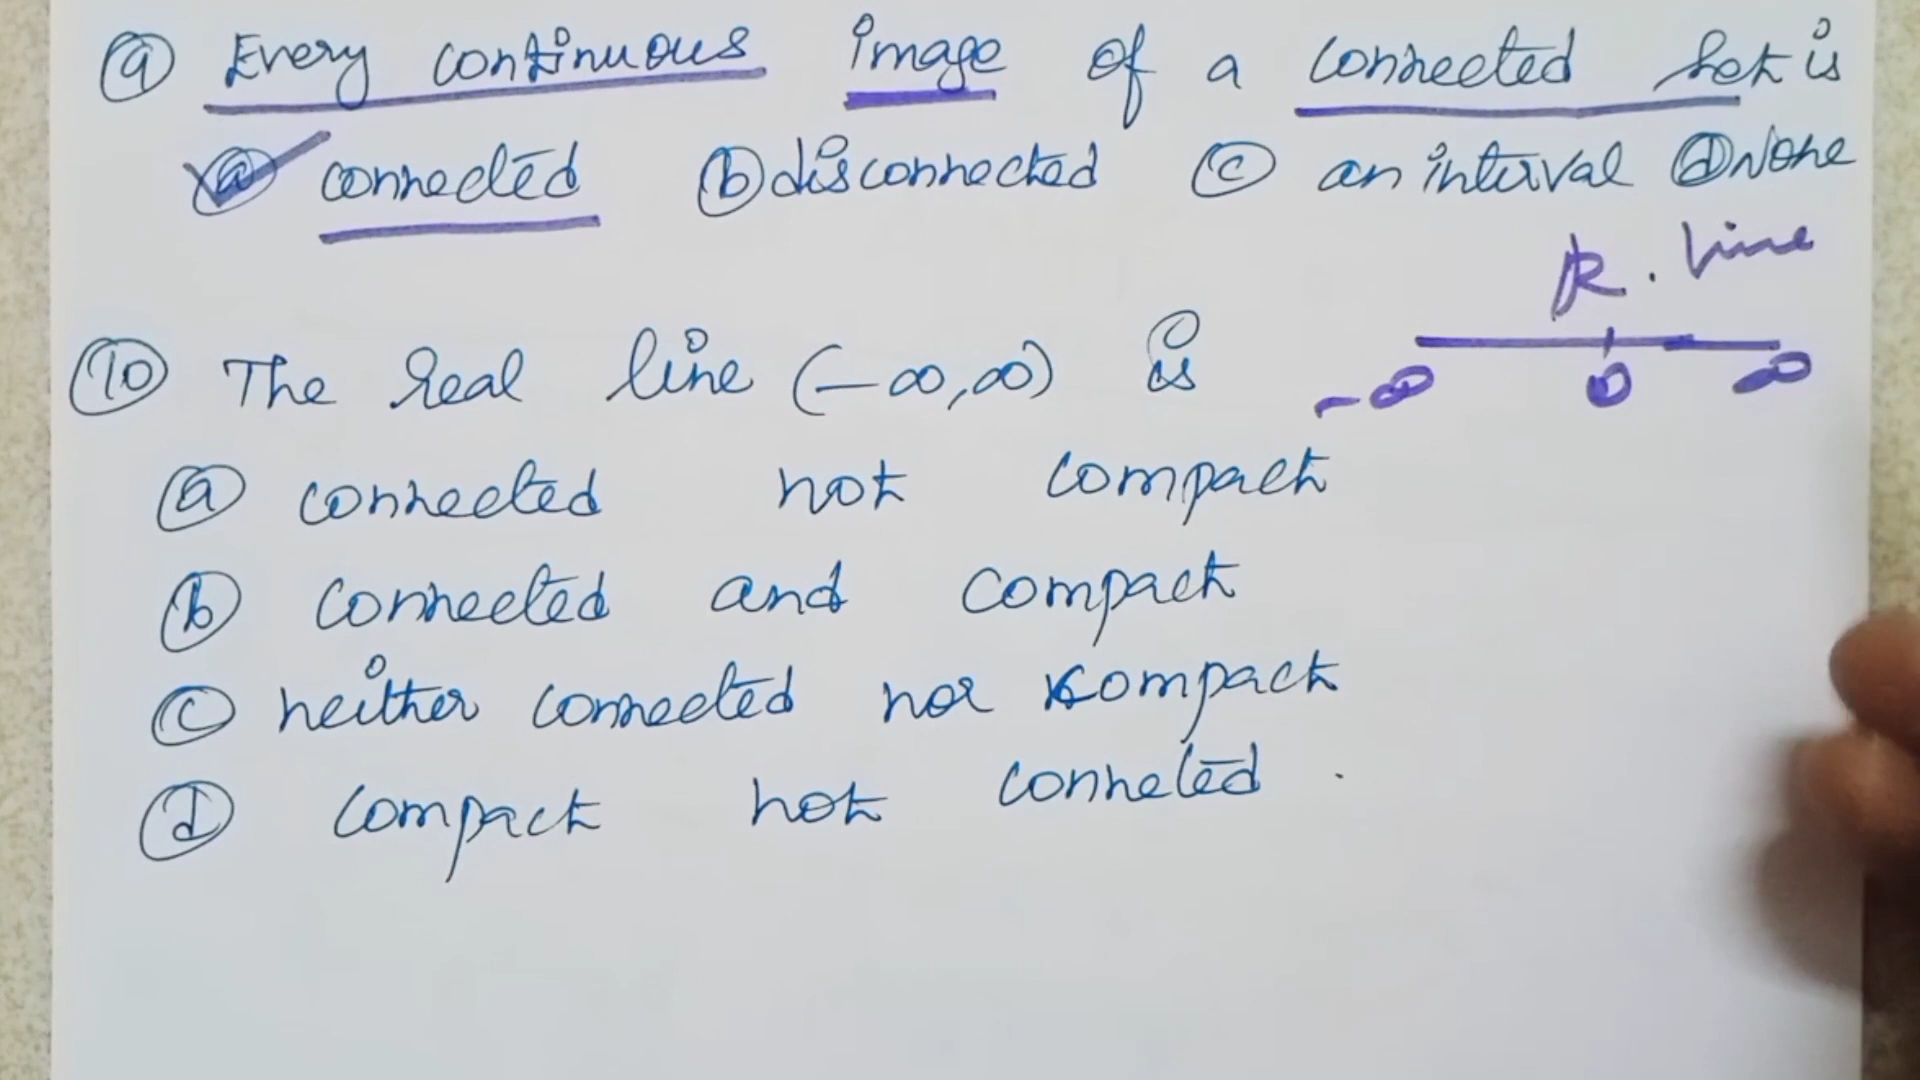 ⑨ Every continuous image of a connected set is
ⓐ connected ⓑ disconnected ⓒ an interval ⓓ None
R. line
⑩ The real line (-∞,∞) is
-∞ 0 ∞
ⓐ connected not compact
ⓑ connected and compact
ⓒ neither connected nor compact
ⓓ compact not conneted.